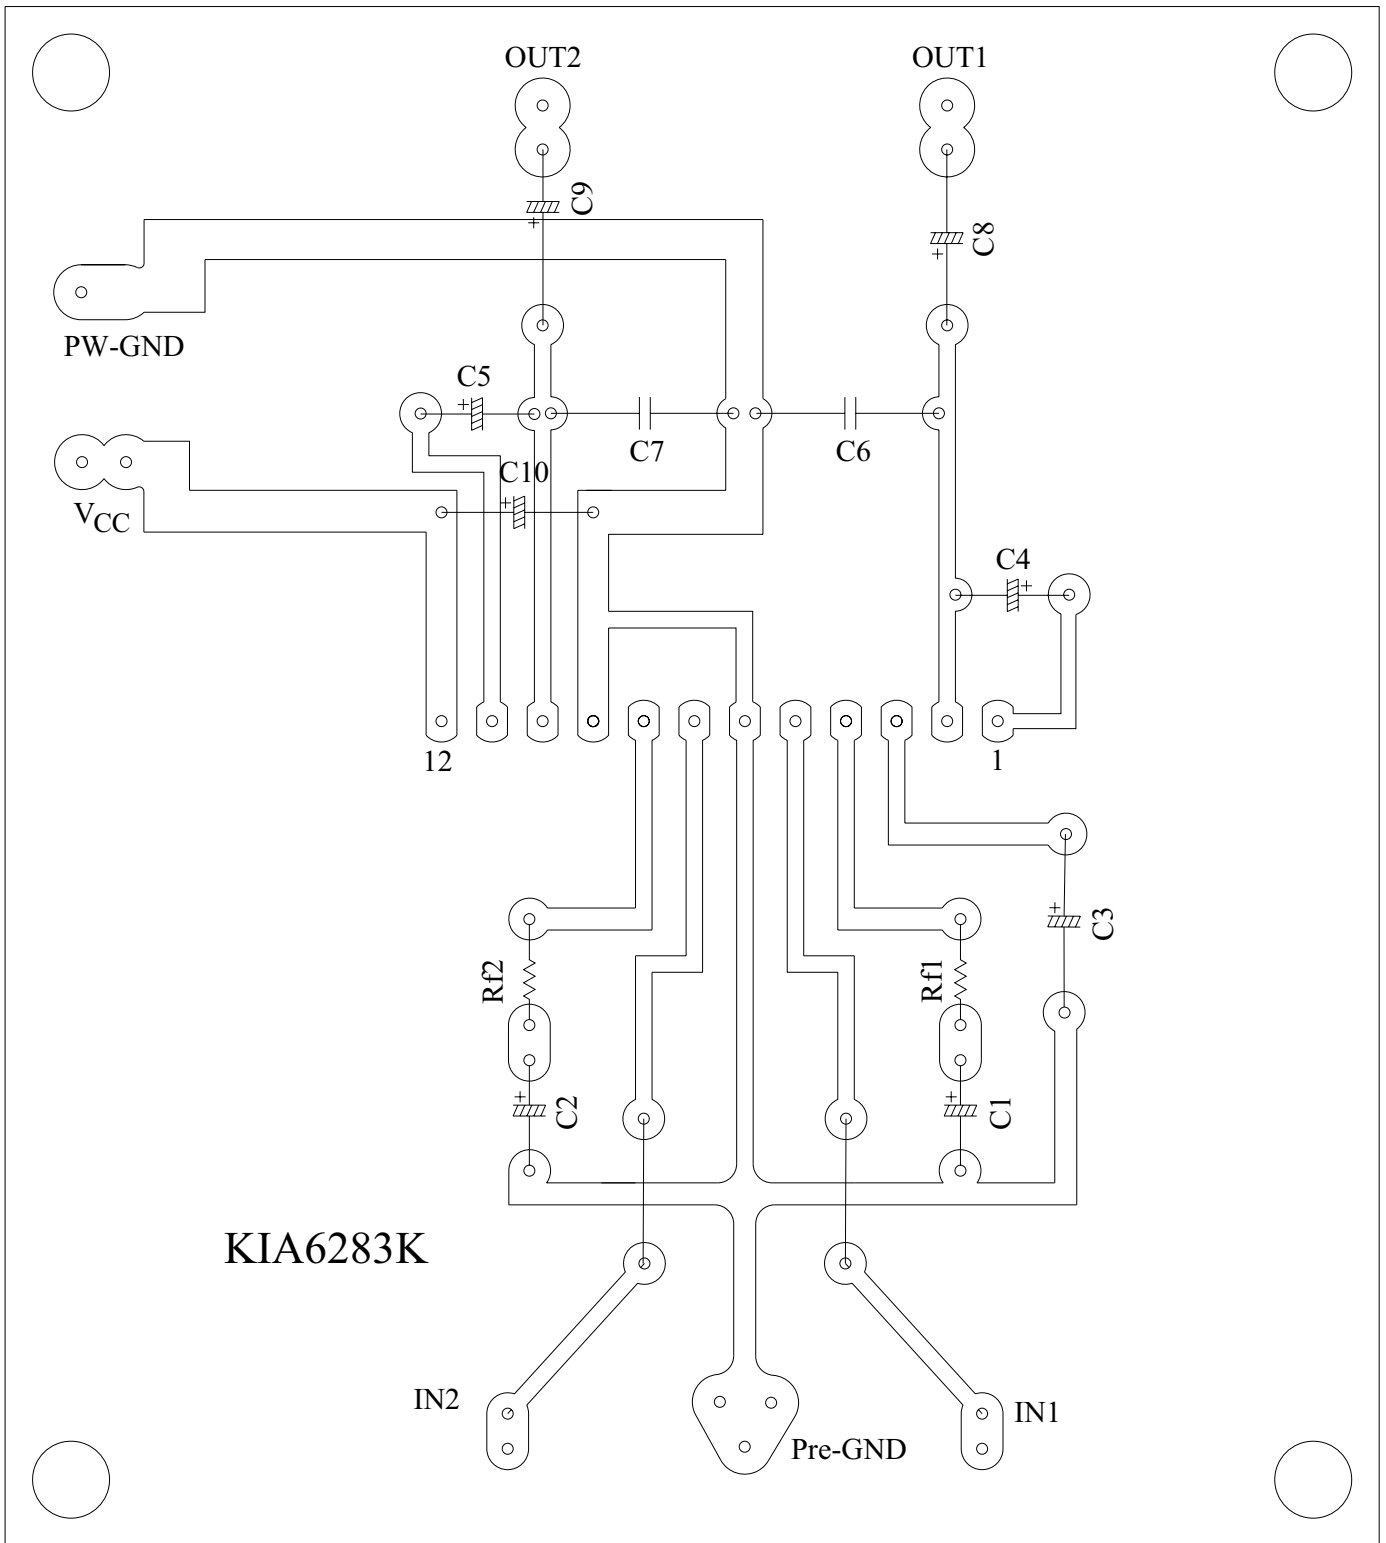 OUT2
OUT1
C9
C8
PW-GND
C5
C7
C6
C10
VCC
C4
12
1
C3
Rf2
Rf1
C2
C1
KIA6283K
IN2
IN1
Pre-GND